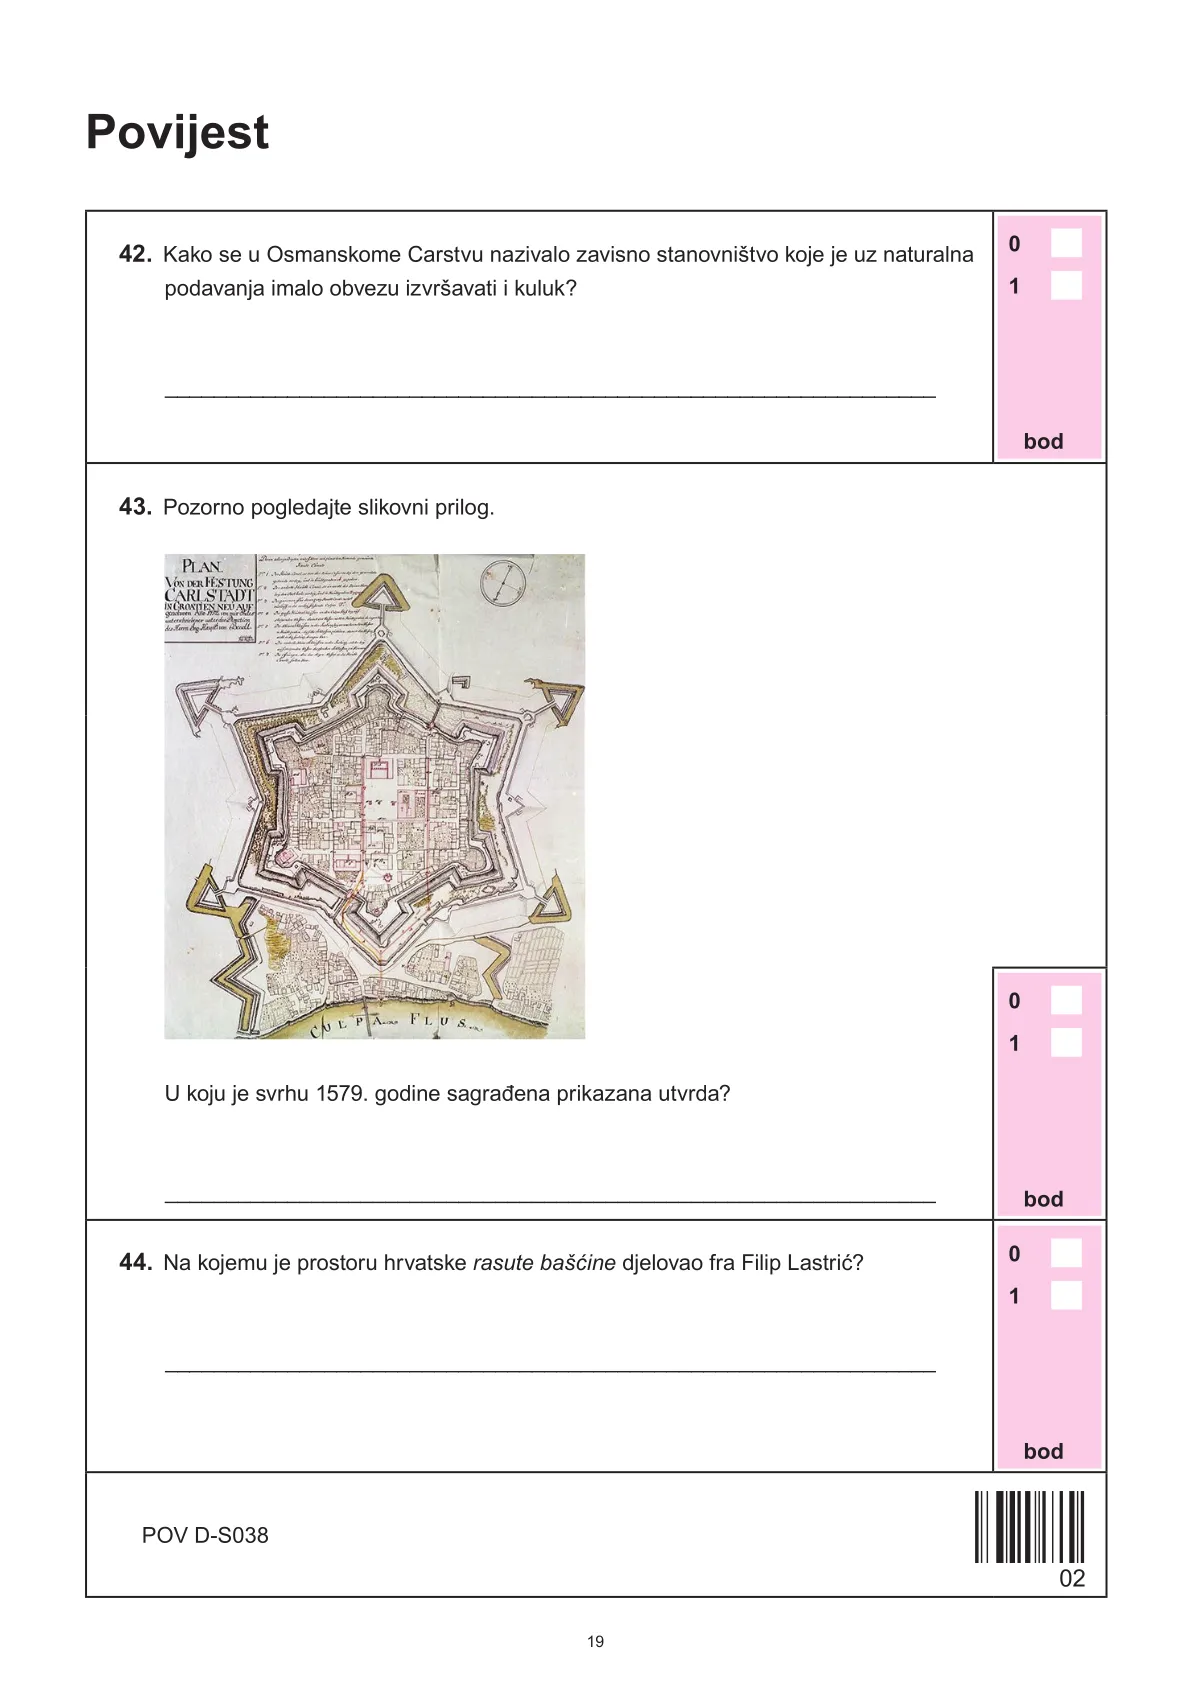 Povijest
42. Kako se u Osmanskome Carstvu nazivalo zavisno stanovništvo koje je uz naturalna
podavanja imalo obvezu izvršavati i kuluk?
0
1
bod
43. Pozorno pogledajte slikovni prilog.
PLAN
VON DER FESTUNG
CARLSTADT
IN CROATIEN NEU AUF
CULPA FLUS.
U koju je svrhu 1579. godine sagrađena prikazana utvrda?
0
1
bod
44. Na kojemu je prostoru hrvatske rasute bašćine djelovao fra Filip Lastrić?
0
1
bod
POV D-S038
02
19